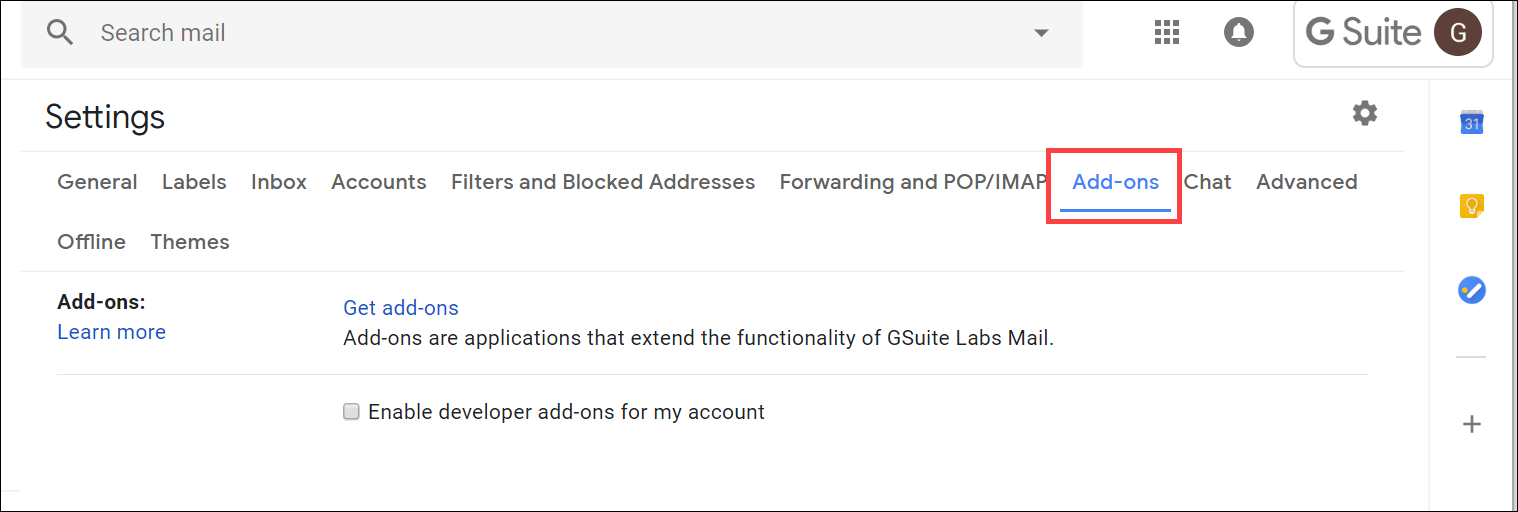 Search mail
G Suite G
Settings
31
General Labels Inbox Accounts Filters and Blocked Addresses Forwarding and POP/IMAP Add-ons Chat Advanced
Offline Themes
Add-ons: Get add-ons
Learn more Add-ons are applications that extend the functionality of GSuite Labs Mail.
Enable developer add-ons for my account